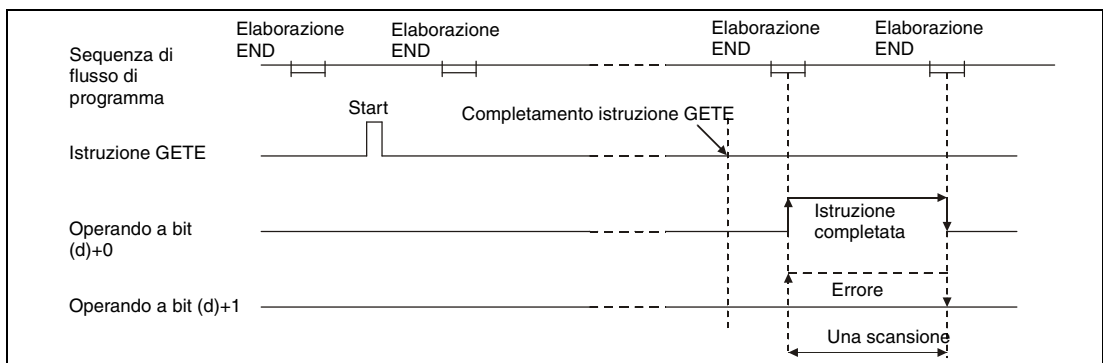 Elaborazione
END
Elaborazione
END
Elaborazione
END
Elaborazione
END
Sequenza di
flusso di
programma
Start
Completamento istruzione GETE
Istruzione GETE
Istruzione
completata
Operando a bit
(d)+0
Errore
Operando a bit (d)+1
Una scansione